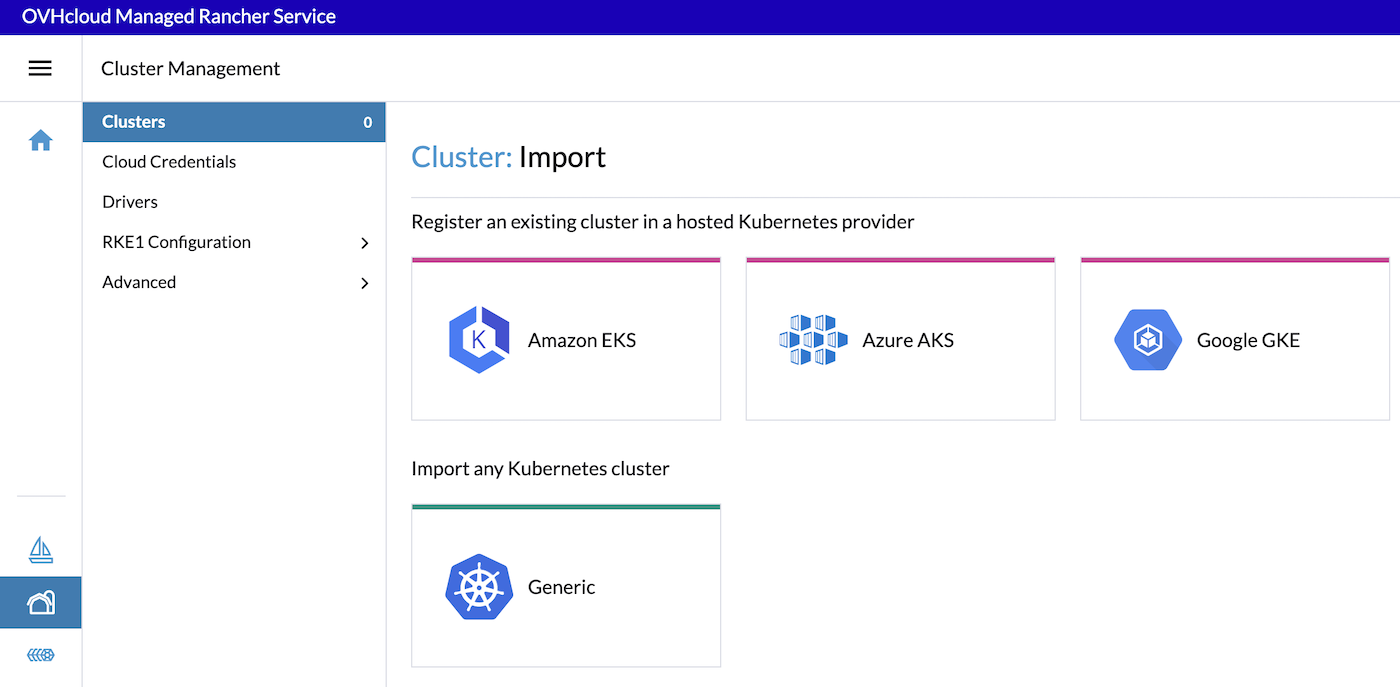 OVHcloud Managed Rancher Service
Cluster Management
Clusters 0
Cloud Credentials
Drivers
RKE1 Configuration
Advanced
Cluster: Import
Register an existing cluster in a hosted Kubernetes provider
K Amazon EKS
Azure AKS
Google GKE
Import any Kubernetes cluster
Generic